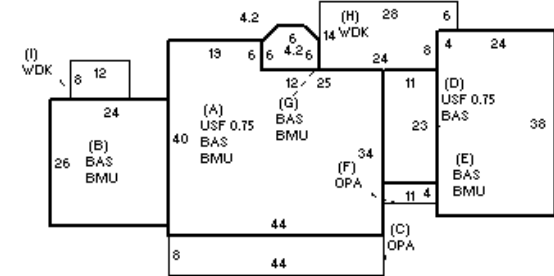 4.2
(H)
WDK
28
6
19
6
6
6
4.2
6
14
24
8
4
24
(I)
WDK
8
12
24
12
25
11
(D)
USF 0.75
BAS
(A)
USF 0.75
BAS
BMU
(G)
BAS
BMU
40
23
38
(B)
BAS
BMU
26
34
(F)
OPA
(E)
BAS
BMU
11
4
44
(C)
OPA
8
44